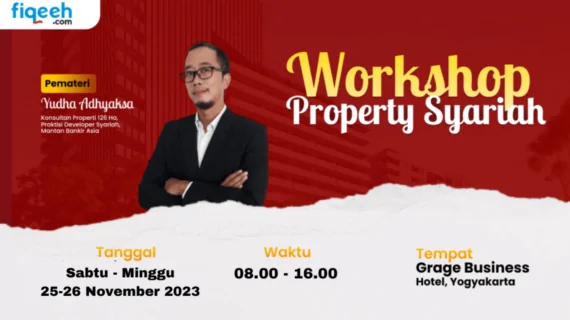 fiqeeh
.com
Pemateri
Yudha Adhyaksa
Konsultan Properti 126 Ha,
Praktisi Developer Syariah,
Mantan Bankir Asia
Workshop
Property Syariah
Tanggal
Sabtu - Minggu
25-26 November 2023
Waktu
08.00 - 16.00
Tempat
Grage Business
Hotel, Yogyakarta